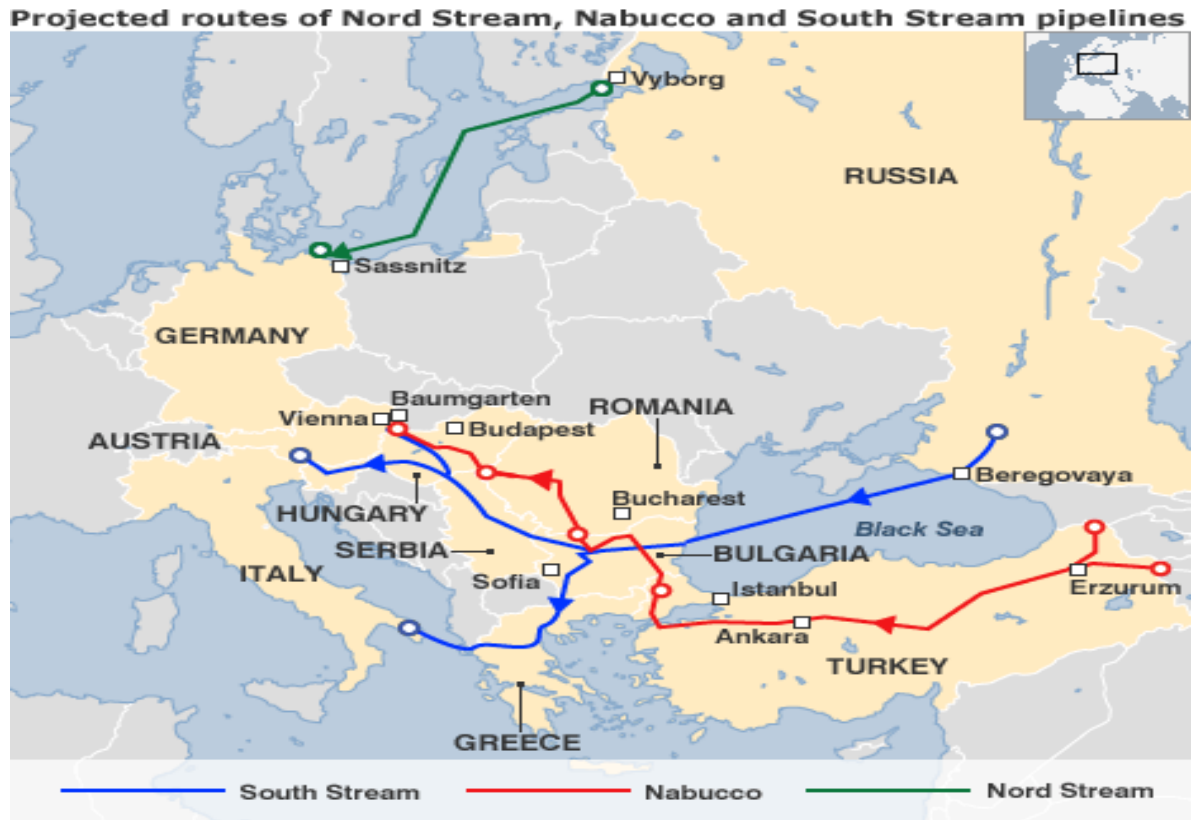 Projected routes of Nord Stream, Nabucco and South Stream pipelines
Vyborg
RUSSIA
Sassnitz
GERMANY
Baumgarten
Vienna
Budapest
ROMANIA
AUSTRIA
Beregovaya
Bucharest
HUNGARY
Black Sea
SERBIA
BULGARIA
ITALY
Sofia
Istanbul
Erzurum
Ankara
TURKEY
GREECE
South Stream
Nabucco
Nord Stream